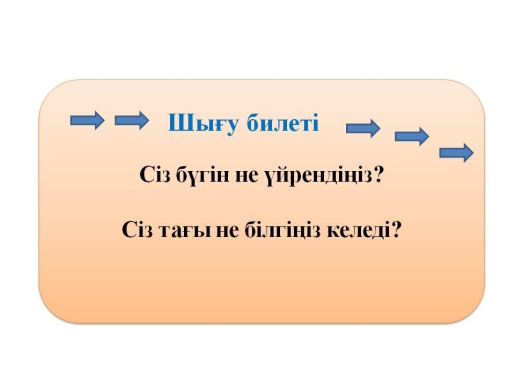 Шығу билеті
Сіз бүгін не үйрендіңіз?
Сіз тағы не білгіңіз келеді?